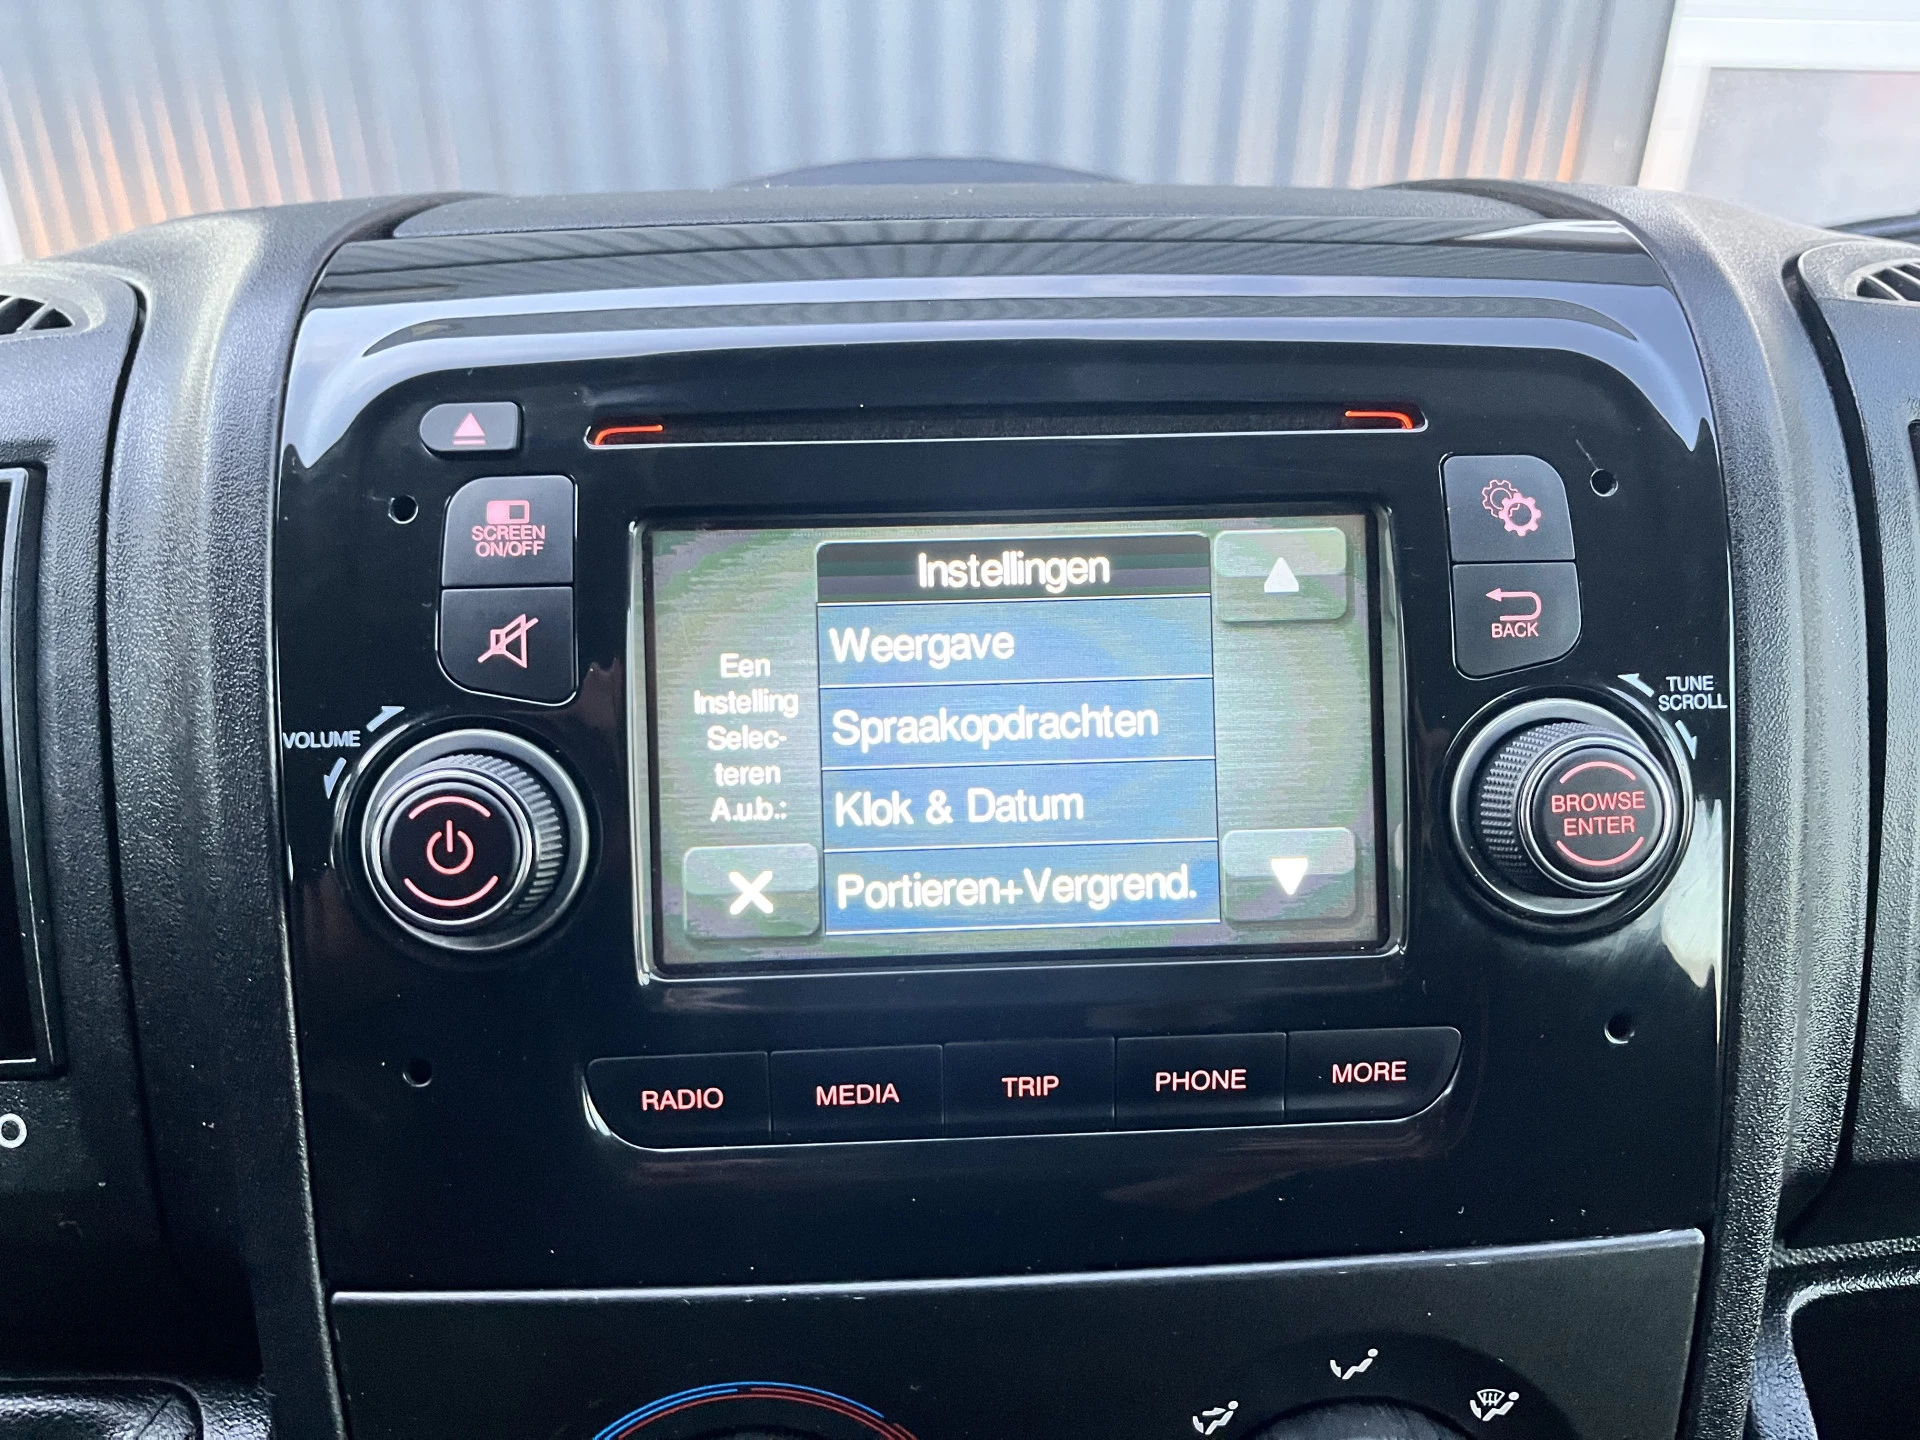 SCREEN
ON/OFF
VOLUME
Instellingen
Een
Instelling
Selec-
teren
A.u.b.:
Weergave
Spraakopdrachten
Klok & Datum
Portieren+Vergrend.
BACK
TUNE
SCROLL
BROWSE
ENTER
RADIO
MEDIA
TRIP
PHONE
MORE